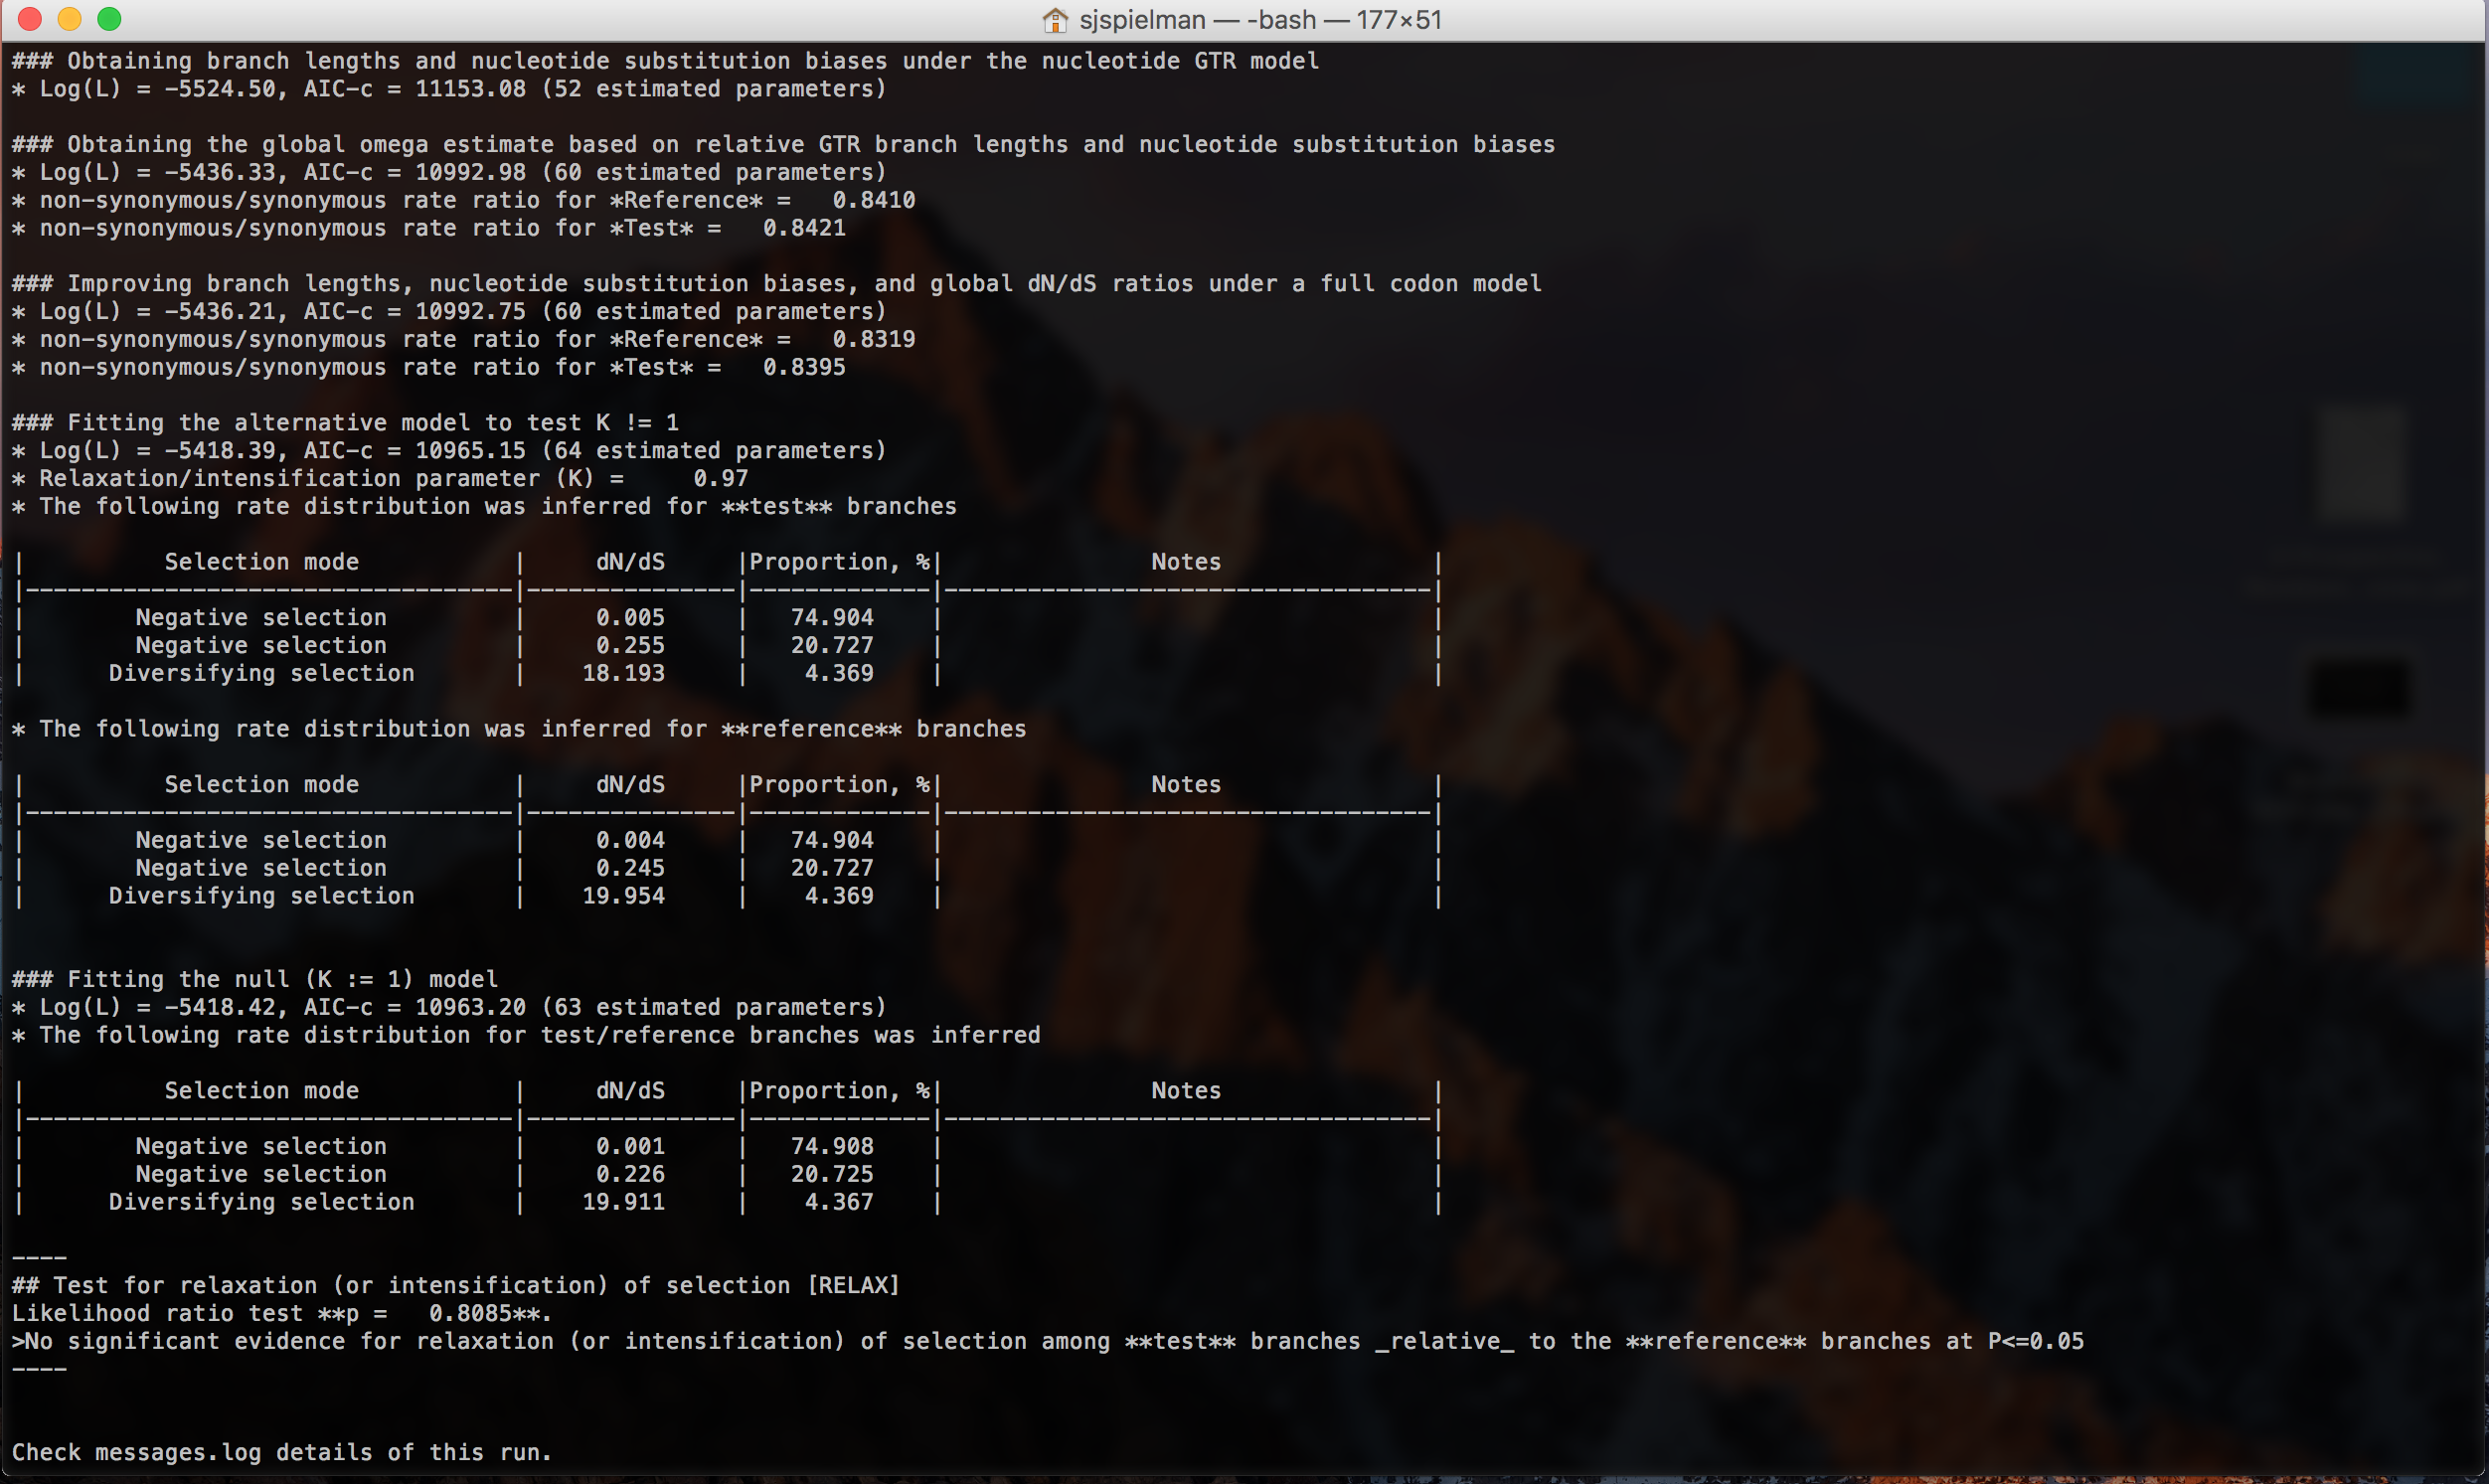 sjspielman — -bash — 177×51
### Obtaining branch lengths and nucleotide substitution biases under the nucleotide GTR model
* Log(L) = -5524.50, AIC-c = 11153.08 (52 estimated parameters)
### Obtaining the global omega estimate based on relative GTR branch lengths and nucleotide substitution biases
* Log(L) = -5436.33, AIC-c = 10992.98 (60 estimated parameters)
* non-synonymous/synonymous rate ratio for *Reference* =   0.8410
* non-synonymous/synonymous rate ratio for *Test* =   0.8421
### Improving branch lengths, nucleotide substitution biases, and global dN/dS ratios under a full codon model
* Log(L) = -5436.21, AIC-c = 10992.75 (60 estimated parameters)
* non-synonymous/synonymous rate ratio for *Reference* =   0.8319
* non-synonymous/synonymous rate ratio for *Test* =   0.8395
### Fitting the alternative model to test K != 1
* Log(L) = -5418.39, AIC-c = 10965.15 (64 estimated parameters)
* Relaxation/intensification parameter (K) =     0.97
* The following rate distribution was inferred for **test** branches
|          Selection mode           |     dN/dS     |Proportion, %|               Notes               |
|-----------------------------------|---------------|-------------|-----------------------------------|
|        Negative selection         |     0.005     |   74.904    |                                   |
|        Negative selection         |     0.255     |   20.727    |                                   |
|      Diversifying selection       |    18.193     |    4.369    |                                   |
* The following rate distribution was inferred for **reference** branches
|          Selection mode           |     dN/dS     |Proportion, %|               Notes               |
|-----------------------------------|---------------|-------------|-----------------------------------|
|        Negative selection         |     0.004     |   74.904    |                                   |
|        Negative selection         |     0.245     |   20.727    |                                   |
|      Diversifying selection       |    19.954     |    4.369    |                                   |
### Fitting the null (K := 1) model
* Log(L) = -5418.42, AIC-c = 10963.20 (63 estimated parameters)
* The following rate distribution for test/reference branches was inferred
|          Selection mode           |     dN/dS     |Proportion, %|               Notes               |
|-----------------------------------|---------------|-------------|-----------------------------------|
|        Negative selection         |     0.001     |   74.908    |                                   |
|        Negative selection         |     0.226     |   20.725    |                                   |
|      Diversifying selection       |    19.911     |    4.367    |                                   |
----
## Test for relaxation (or intensification) of selection [RELAX]
Likelihood ratio test **p =   0.8085**.
>No significant evidence for relaxation (or intensification) of selection among **test** branches _relative_ to the **reference** branches at P<=0.05
----
Check messages.log details of this run.